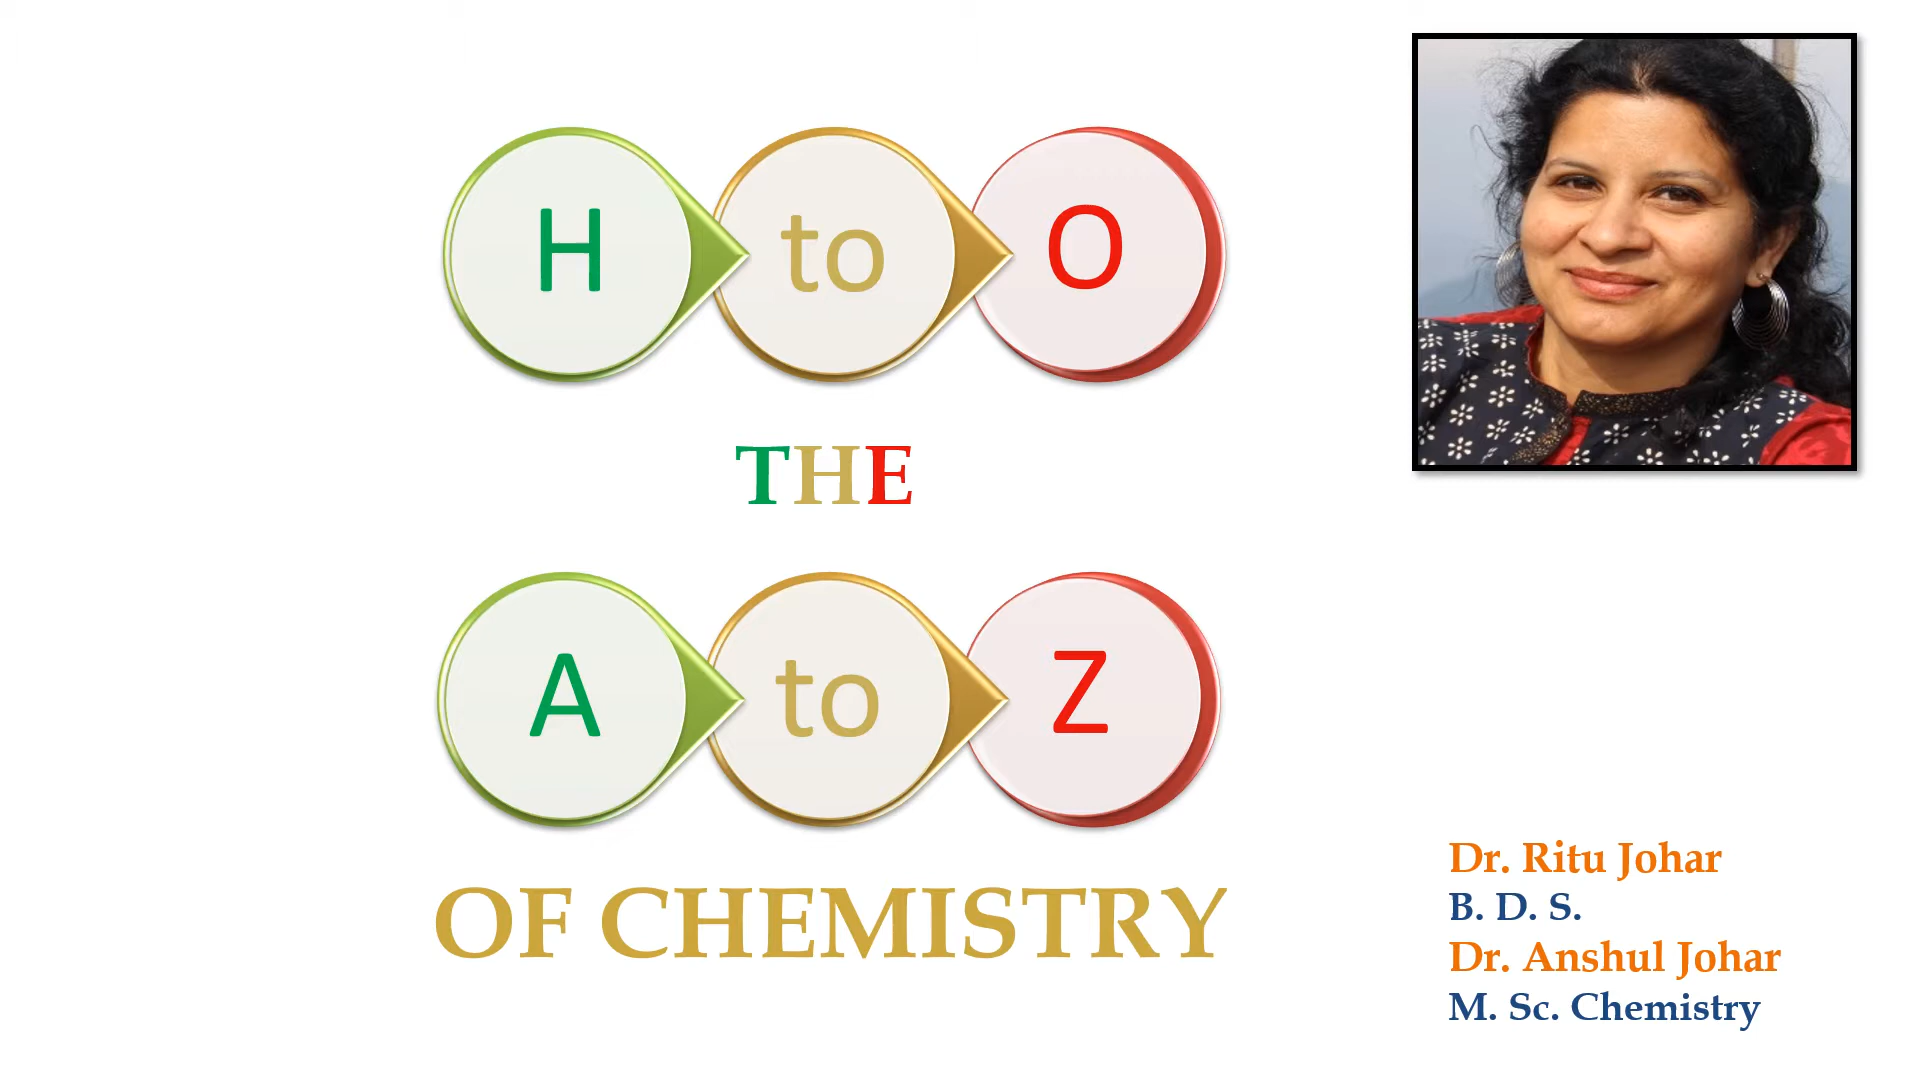 H to O
THE
A to Z
OF CHEMISTRY
Dr. Ritu Johar
B. D. S.
Dr. Anshul Johar
M. Sc. Chemistry